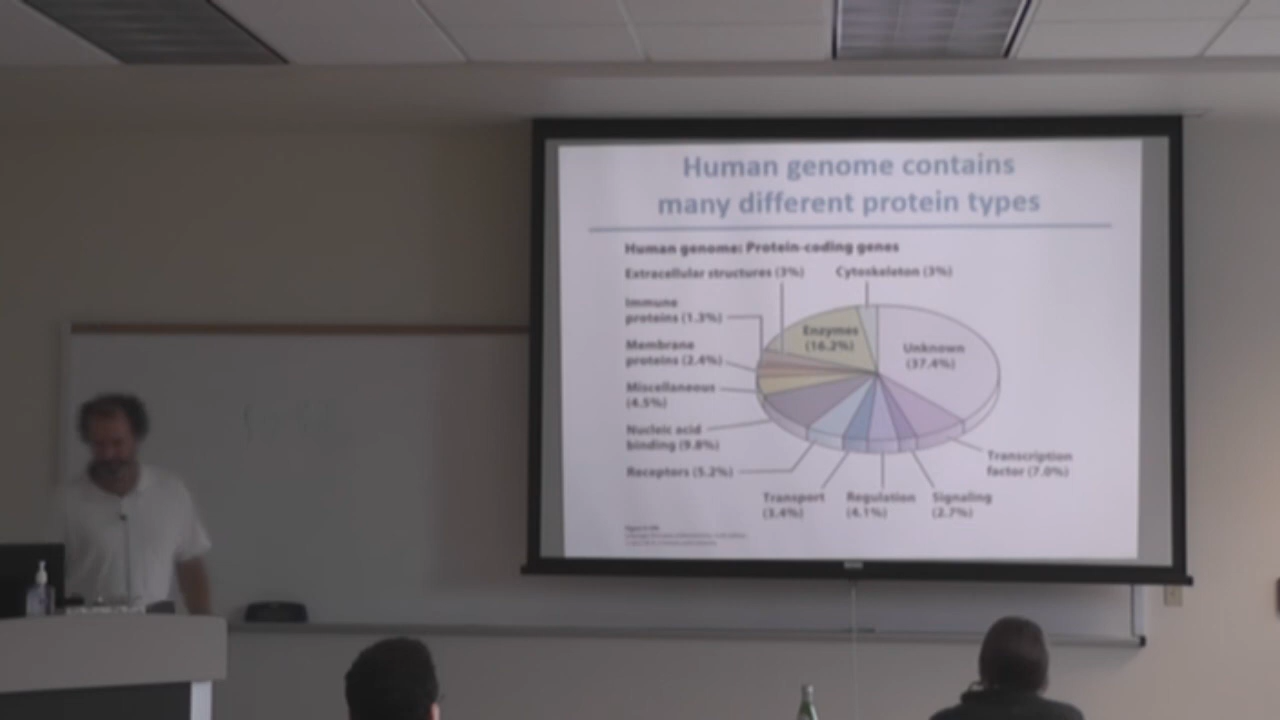 Human genome contains
many different protein types
Human genome: Protein-coding genes
Extracellular structures (3%)
Cytoskeleton (3%)
Immune
proteins (1.3%)
Membrane
proteins (2.4%)
Miscellaneous
(4.5%)
Nucleic acid
binding (9.8%)
Receptors (5.2%)
Transport
(3.4%)
Regulation
(4.1%)
Signaling
(2.7%)
Transcription
factor (7.0%)
Enzymes
(16.2%)
Unknown
(37.4%)